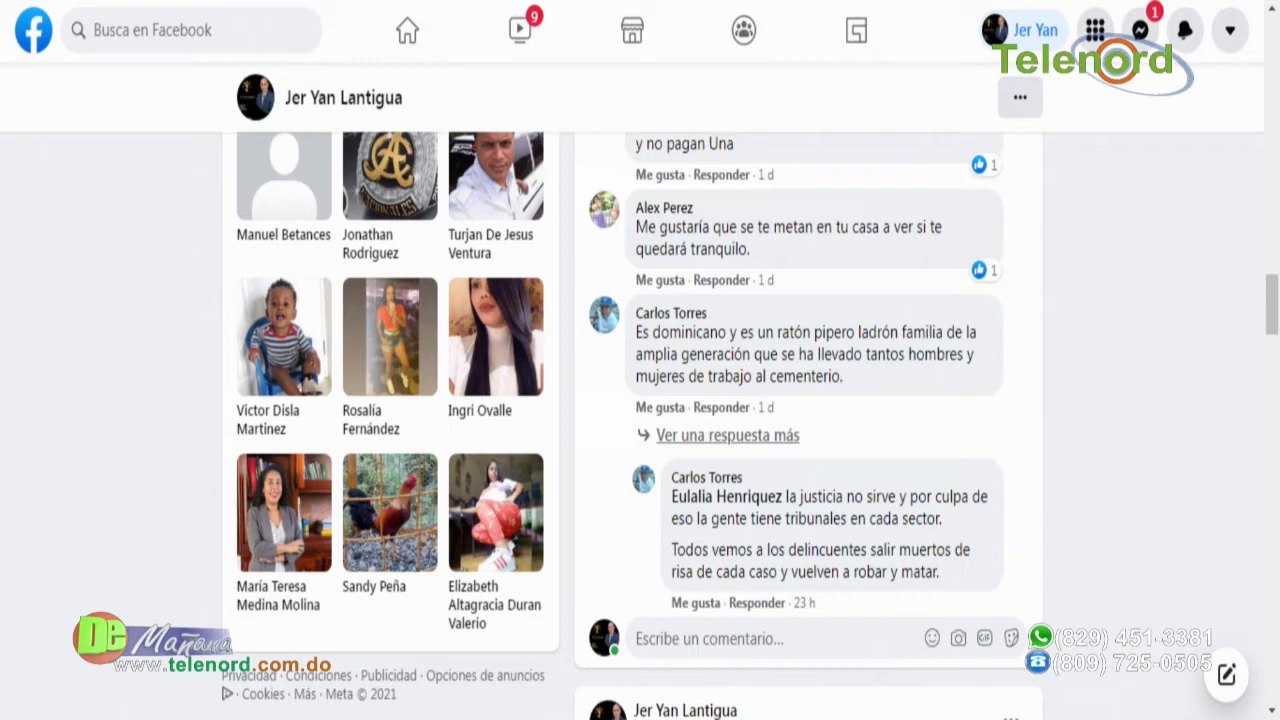 Busca en Facebook
9
Jer Yan
1
Telenord
Jer Yan Lantigua
Manuel Betances
Jonathan
Rodriguez
Turjan De Jesus
Ventura
Victor Disla
Martinez
Rosalía
Fernández
Ingri Ovalle
María Teresa
Medina Molina
Sandy Peña
Elizabeth
Altagracia Duran
Valerio
Privacidad · Condiciones · Publicidad · Opciones de anuncios
· Cookies · Más · Meta © 2021
y no pagan Una
1
Me gusta · Responder · 1 d
Alex Perez
Me gustaría que se te metan en tu casa a ver si te
quedará tranquilo.
1
Me gusta · Responder · 1 d
Carlos Torres
Es dominicano y es un ratón pipero ladrón familia de la
amplia generación que se ha llevado tantos hombres y
mujeres de trabajo al cementerio.
Me gusta · Responder · 1 d
Ver una respuesta más
Carlos Torres
Eulalia Henriquez la justicia no sirve y por culpa de
eso la gente tiene tribunales en cada sector.
Todos vemos a los delincuentes salir muertos de
risa de cada caso y vuelven a robar y matar.
Me gusta · Responder · 23 h
Escribe un comentario...
GIF
Jer Yan Lantigua
De Mañana
www.telenord.com.do
(829) 451-3381
(809) 725-0505